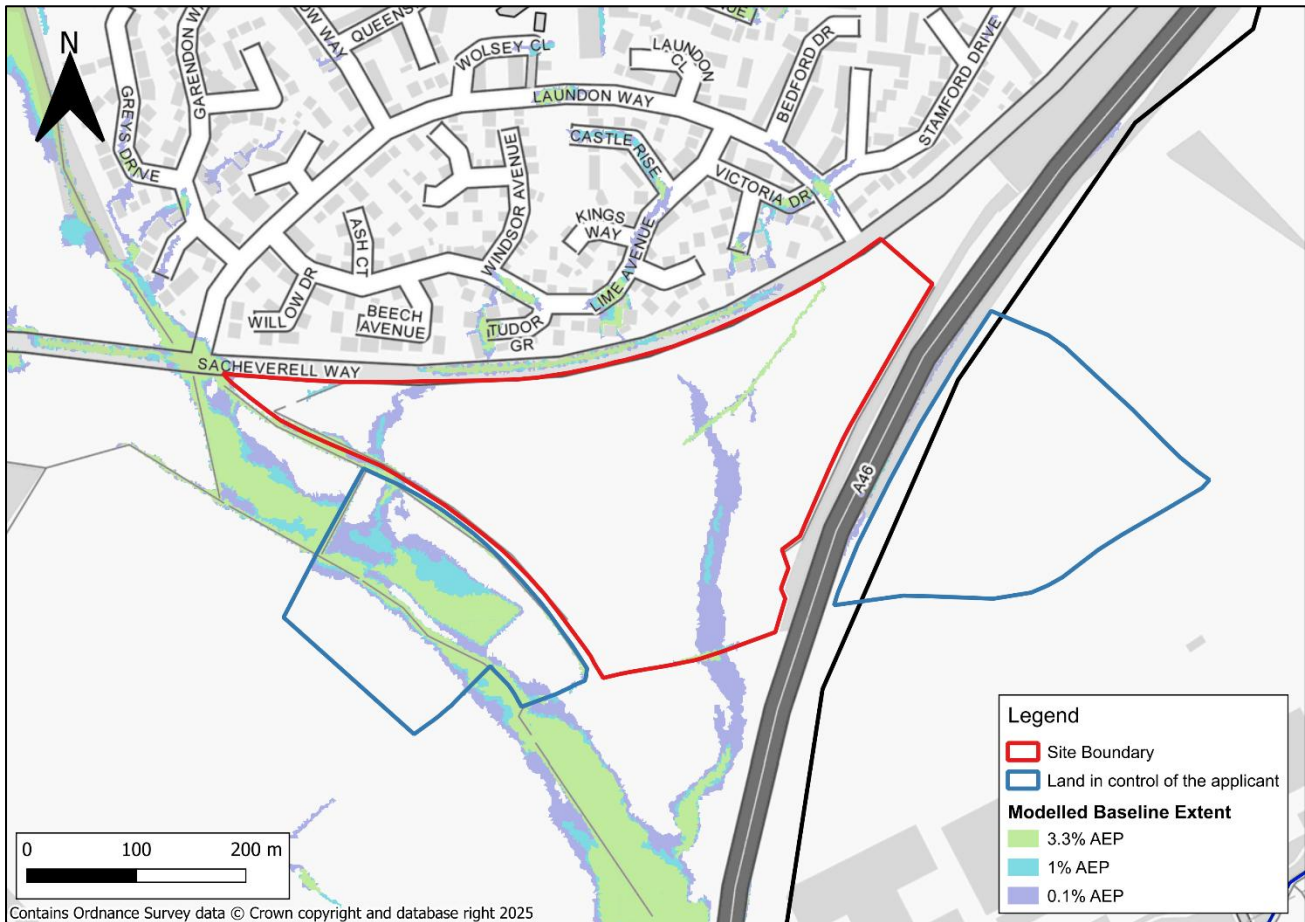 N
GREYS DRIVE
GARENDON W
OW WAY
QUEENS
WOLSEY CL
LAUNDON
CL
BEDFORD DR
STAMFORD DRIVE
LAUNDON WAY
CASTLE RISE
VICTORIA DR
WINDSOR AVENUE
KINGS
WAY
ASH CT
LIME AVENUE
WILLOW DR
BEECH
AVENUE
TUDOR
GR
SACHEVERELL WAY
A46
Legend
Site Boundary
Land in control of the applicant
Modelled Baseline Extent
3.3% AEP
1% AEP
0.1% AEP
0 100 200 m
Contains Ordnance Survey data © Crown copyright and database right 2025